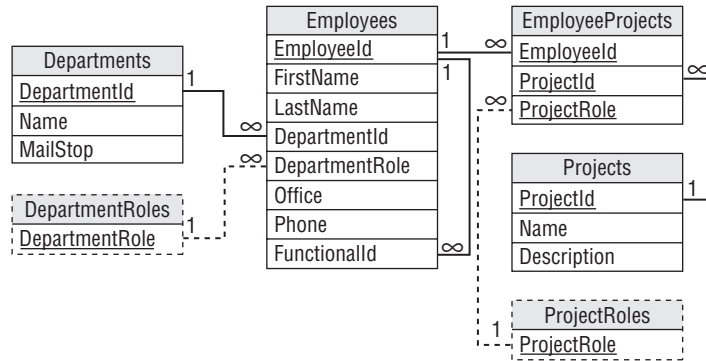 Departments
DepartmentId
Name
MailStop
1
DepartmentRoles
DepartmentRole
1
Employees
EmployeeId
FirstName
LastName
DepartmentId
DepartmentRole
Office
Phone
FunctionalId
1
1
∞
∞
∞
EmployeeProjects
EmployeeId
ProjectId
ProjectRole
∞
∞
∞
Projects
ProjectId
Name
Description
1
ProjectRoles
ProjectRole
1